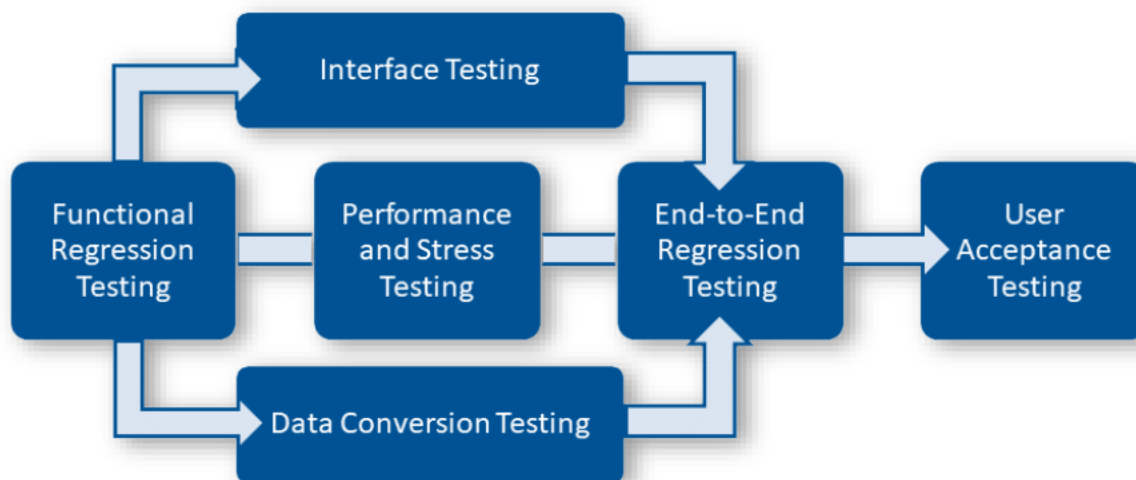 Interface Testing
Functional
Regression
Testing
Performance
and Stress
Testing
End-to-End
Regression
Testing
User
Acceptance
Testing
Data Conversion Testing